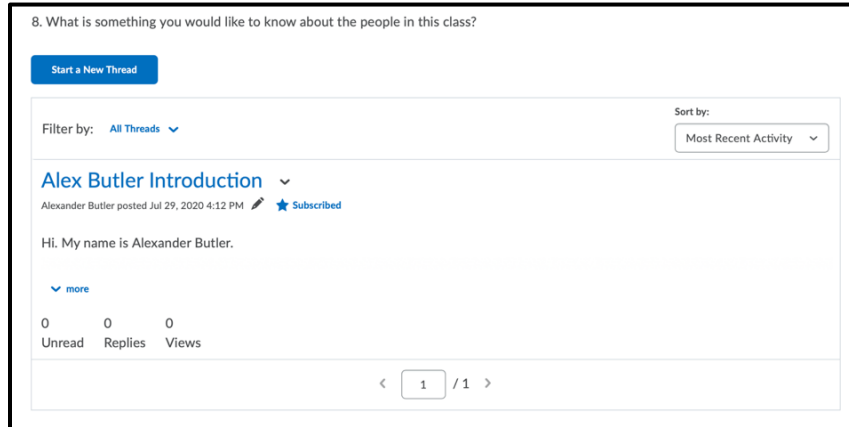 8. What is something you would like to know about the people in this class?
Start a New Thread
Filter by: All Threads
Sort by:
Most Recent Activity
Alex Butler Introduction
Alexander Butler posted Jul 29, 2020 4:12 PM Subscribed
Hi. My name is Alexander Butler.
more
0 0 0
Unread Replies Views
1 / 1